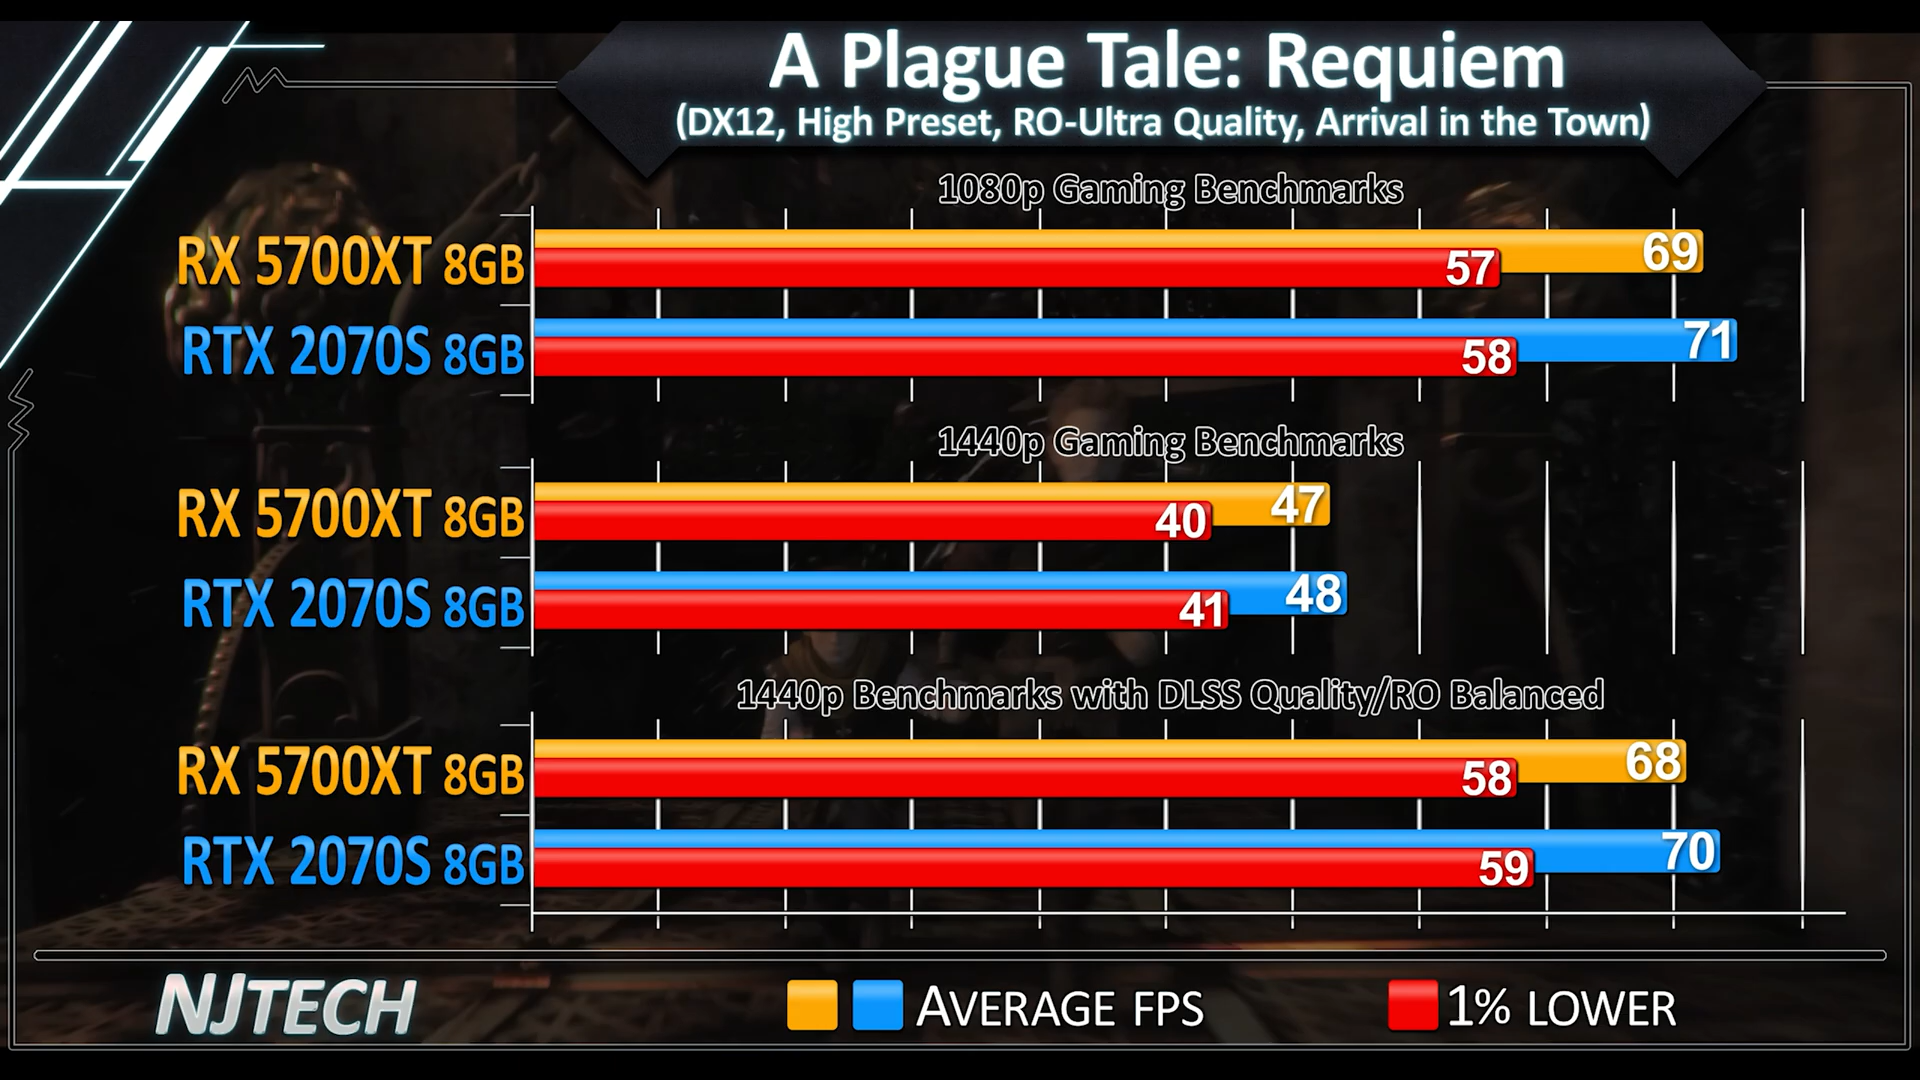 A Plague Tale: Requiem
(DX12, High Preset, RO-Ultra Quality, Arrival in the Town)
1080p Gaming Benchmarks
RX 5700XT 8GB
69
57
RTX 2070S 8GB
71
58
1440p Gaming Benchmarks
RX 5700XT 8GB
47
40
RTX 2070S 8GB
48
41
1440p Benchmarks with DLSS Quality/RO Balanced
RX 5700XT 8GB
68
58
RTX 2070S 8GB
70
59
NJTECH
AVERAGE FPS
1% LOWER